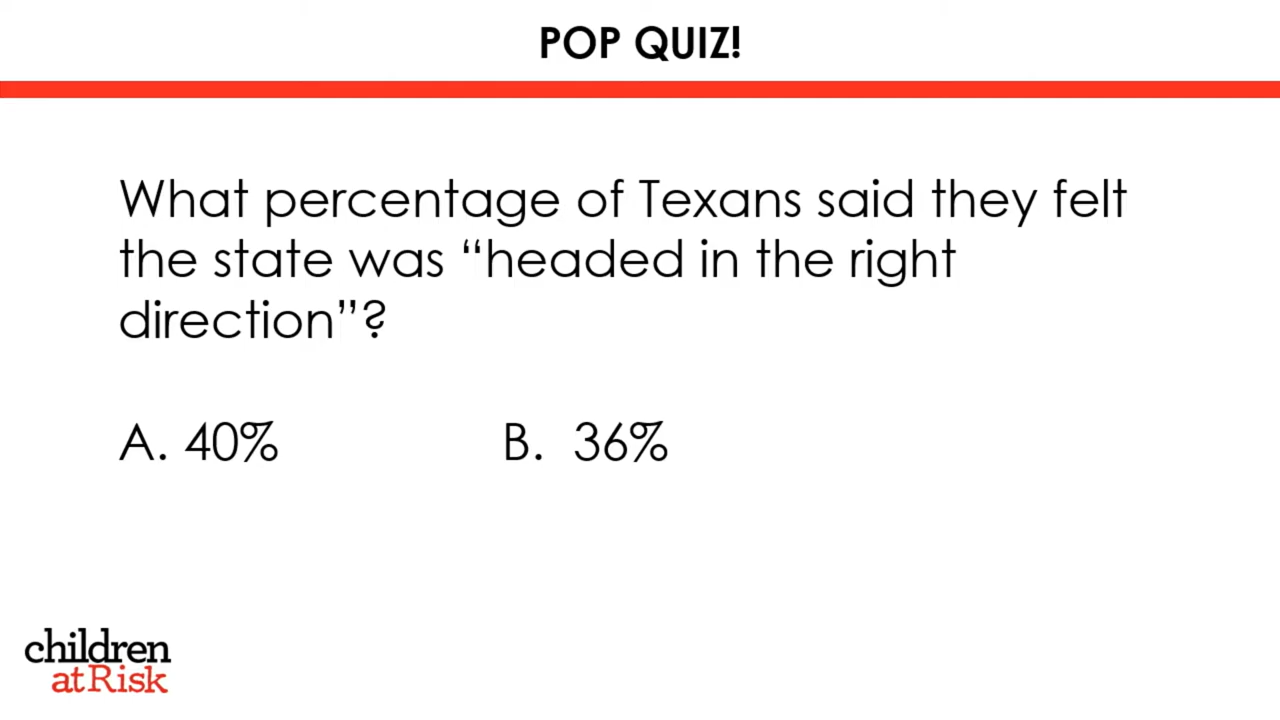 POP QUIZ!
What percentage of Texans said they felt
the state was “headed in the right
direction”?
A. 40% B. 36%
children
at Risk